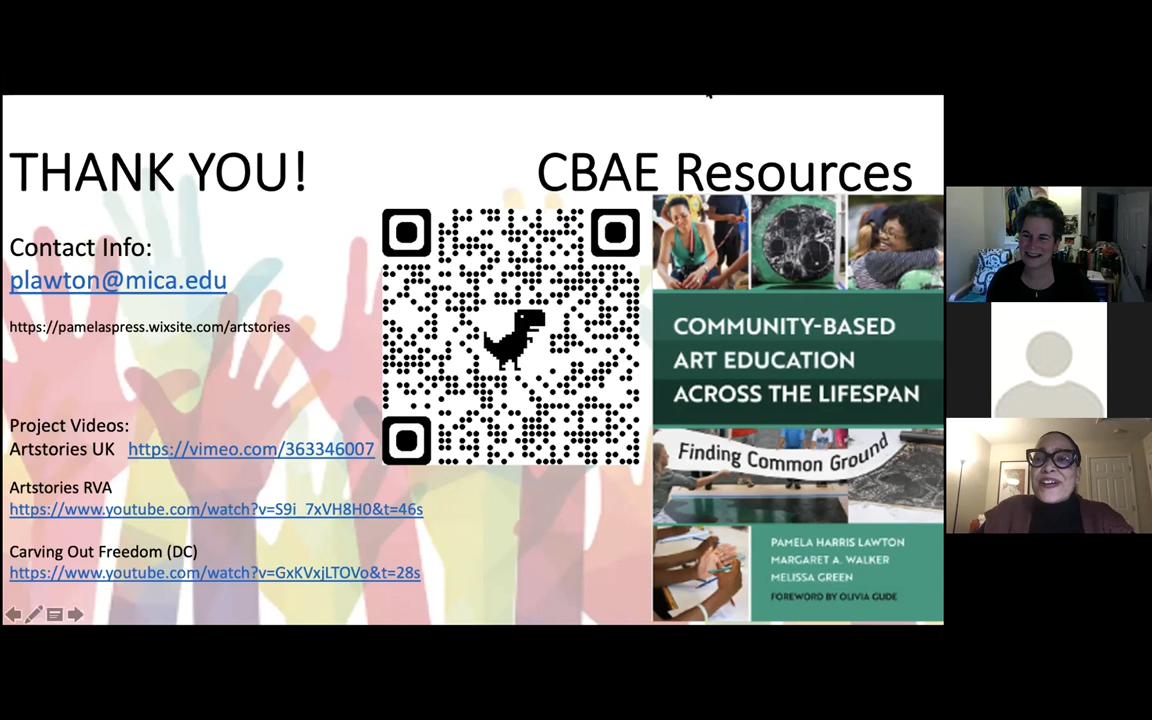 THANK YOU!
CBAE Resources
Contact Info:
plawton@mica.edu
https://pamelaspress.wixsite.com/artstories
Project Videos:
Artstories UK https://vimeo.com/363346007
Artstories RVA
https://www.youtube.com/watch?v=S9i_7xVH8H0&t=46s
Carving Out Freedom (DC)
https://www.youtube.com/watch?v=GxKVxjLTOVo&t=28s
COMMUNITY-BASED
ART EDUCATION
ACROSS THE LIFESPAN
Finding Common Ground
PAMELA HARRIS LAWTON
MARGARET A. WALKER
MELISSA GREEN
FOREWORD BY OLIVIA GUDE